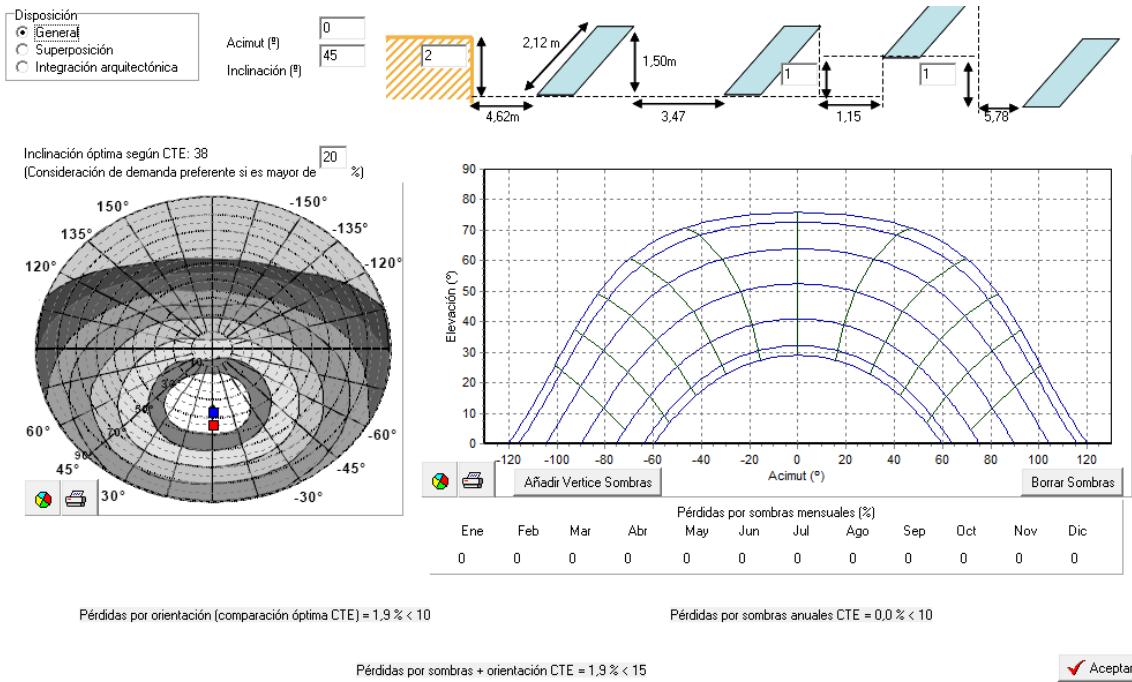 Disposición
General
Superposición
Integración arquitectónica
Acimut (º) 0
Inclinación (º) 45
2
2,12 m
1,50m
1
1
4,62m
3,47
1,15
5,78
Inclinación óptima según CTE: 38
(Consideración de demanda preferente si es mayor de 20 %)
150° -150°
135° -135°
120° -120°
60° -60°
45° -45°
30° -30°
70°
90°
90
80
70
60
50
40
30
20
10
0
Elevación (º)
-120 -100 -80 -60 -40 -20 0 20 40 60 80 100 120
Acimut (º)
Añadir Vertice Sombras
Borrar Sombras
Pérdidas por sombras mensuales (%)
Ene Feb Mar Abr May Jun Jul Ago Sep Oct Nov Dic
0 0 0 0 0 0 0 0 0 0 0 0
Pérdidas por orientación (comparación óptima CTE) = 1,9 % < 10
Pérdidas por sombras anuales CTE = 0,0 % < 10
Pérdidas por sombras + orientación CTE = 1,9 % < 15
Aceptar